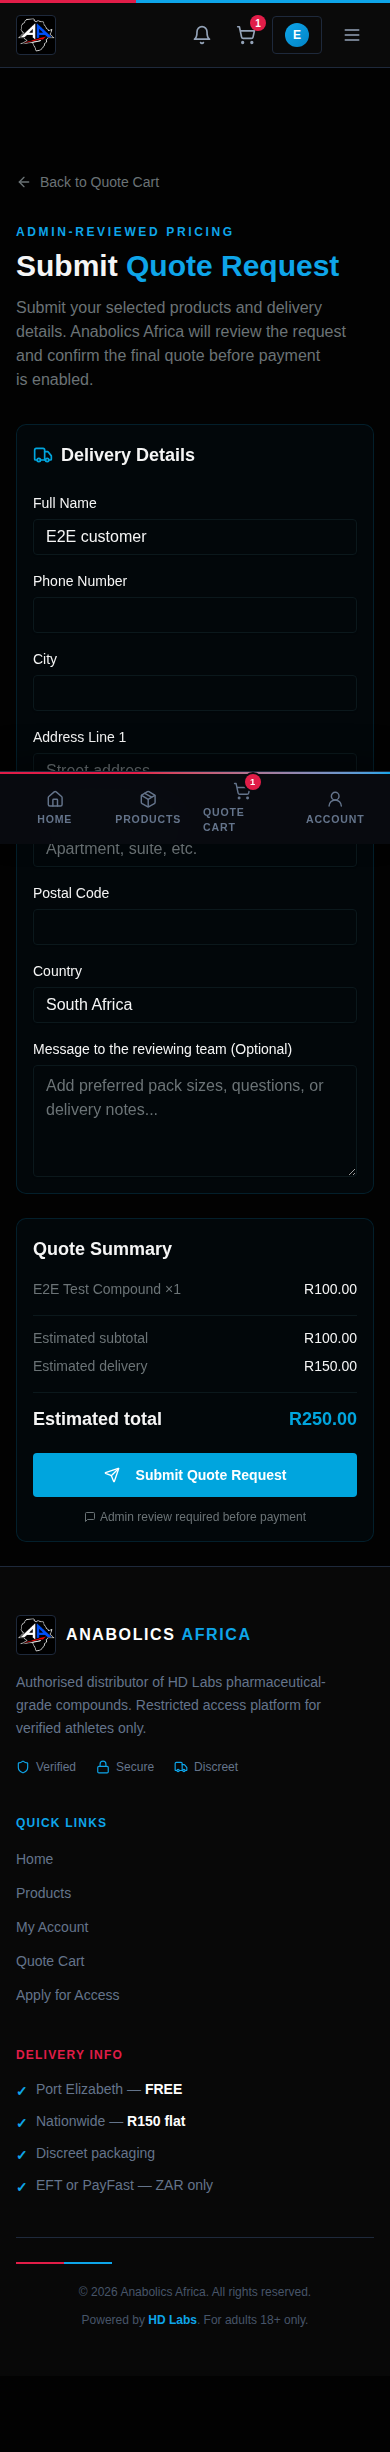 1
E
Back to Quote Cart
ADMIN-REVIEWED PRICING
Submit Quote Request
Submit your selected products and delivery
details. Anabolics Africa will review the request
and confirm the final quote before payment
is enabled.
Delivery Details
Full Name
E2E customer
Phone Number
City
Address Line 1
Street address
1
HOME
PRODUCTS
QUOTE
CART
ACCOUNT
Apartment, suite, etc.
Postal Code
Country
South Africa
Message to the reviewing team (Optional)
Add preferred pack sizes, questions, or
delivery notes...
Quote Summary
E2E Test Compound ×1 R100.00
Estimated subtotal R100.00
Estimated delivery R150.00
Estimated total R250.00
Submit Quote Request
Admin review required before payment
ANABOLICS AFRICA
Authorised distributor of HD Labs pharmaceutical-
grade compounds. Restricted access platform for
verified athletes only.
Verified Secure Discreet
QUICK LINKS
Home
Products
My Account
Quote Cart
Apply for Access
DELIVERY INFO
✓ Port Elizabeth — FREE
✓ Nationwide — R150 flat
✓ Discreet packaging
✓ EFT or PayFast — ZAR only
© 2026 Anabolics Africa. All rights reserved.
Powered by HD Labs. For adults 18+ only.